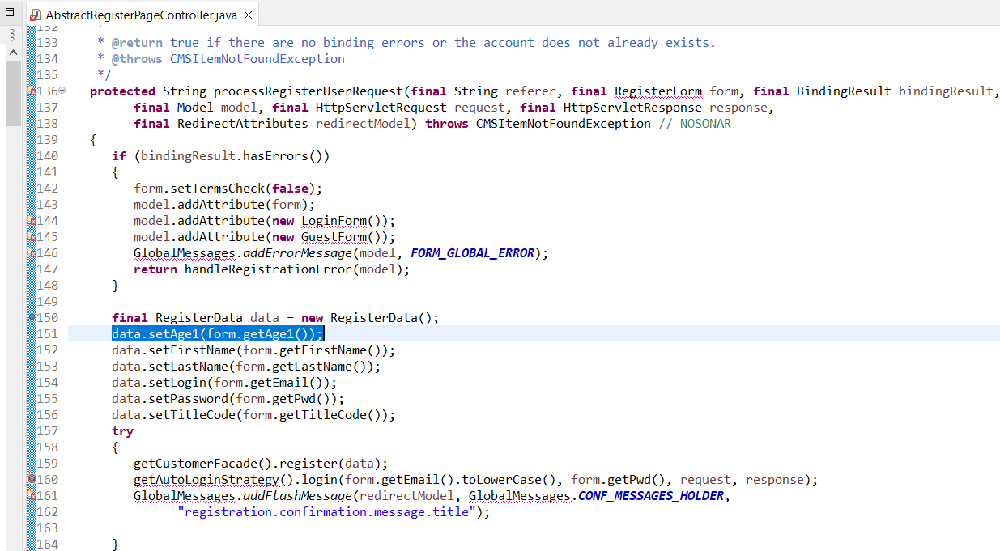 AbstractRegisterPageController.java
132 *
133 * @return true if there are no binding errors or the account does not already exists.
134 * @throws CMSItemNotFoundException
135 */
136 protected String processRegisterUserRequest(final String referer, final RegisterForm form, final BindingResult bindingResult,
137 final Model model, final HttpServletRequest request, final HttpServletResponse response,
138 final RedirectAttributes redirectModel) throws CMSItemNotFoundException // NOSONAR
139 {
140 if (bindingResult.hasErrors())
141 {
142 form.setTermsCheck(false);
143 model.addAttribute(form);
144 model.addAttribute(new LoginForm());
145 model.addAttribute(new GuestForm());
146 GlobalMessages.addErrorMessage(model, FORM_GLOBAL_ERROR);
147 return handleRegistrationError(model);
148 }
149
150 final RegisterData data = new RegisterData();
151 data.setAge1(form.getAge1());
152 data.setFirstName(form.getFirstName());
153 data.setLastName(form.getLastName());
154 data.setLogin(form.getEmail());
155 data.setPassword(form.getPwd());
156 data.setTitleCode(form.getTitleCode());
157 try
158 {
159 getCustomerFacade().register(data);
160 getAutoLoginStrategy().login(form.getEmail().toLowerCase(), form.getPwd(), request, response);
161 GlobalMessages.addFlashMessage(redirectModel, GlobalMessages.CONF_MESSAGES_HOLDER,
162 "registration.confirmation.message.title");
163
164 }